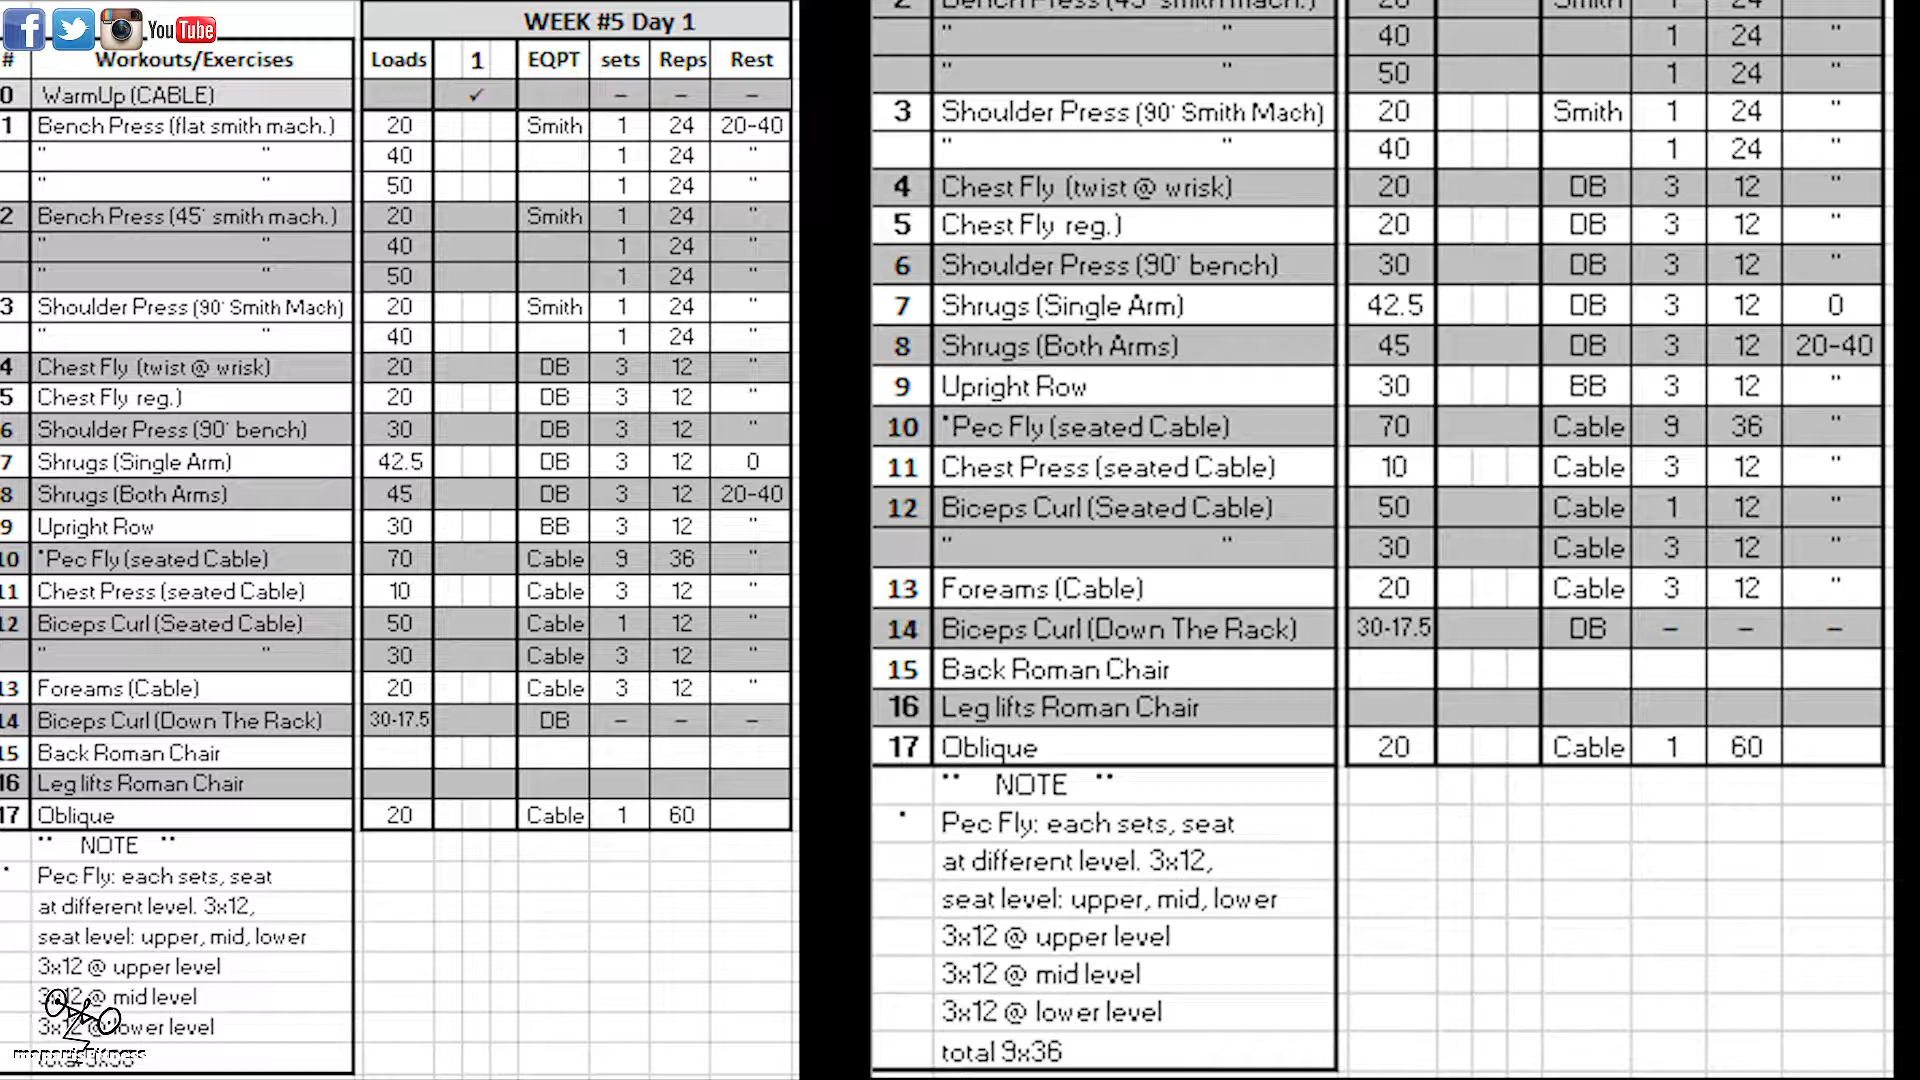 You Tube
WEEK #5 Day 1
# Workouts/Exercises Loads 1 EQPT sets Reps Rest
0 WarmUp (CABLE) ✓ – – –
1 Bench Press (flat smith mach.) 20 Smith 1 24 20-40
" " 40 1 24 "
" " 50 1 24 "
2 Bench Press (45° smith mach.) 20 Smith 1 24 "
" " 40 1 24 "
" " 50 1 24 "
3 Shoulder Press (90° Smith Mach) 20 Smith 1 24 "
" " 40 1 24 "
4 Chest Fly (twist @ wrisk) 20 DB 3 12 "
5 Chest Fly reg.) 20 DB 3 12 "
6 Shoulder Press (90° bench) 30 DB 3 12 "
7 Shrugs (Single Arm) 42.5 DB 3 12 0
8 Shrugs (Both Arms) 45 DB 3 12 20-40
9 Upright Row 30 BB 3 12 "
10 *Pec Fly (seated Cable) 70 Cable 9 36 "
11 Chest Press (seated Cable) 10 Cable 3 12 "
12 Biceps Curl (Seated Cable) 50 Cable 1 12 "
" " 30 Cable 3 12 "
13 Foreams (Cable) 20 Cable 3 12 "
14 Biceps Curl (Down The Rack) 30-17.5 DB – – –
15 Back Roman Chair
16 Leg lifts Roman Chair
17 Oblique 20 Cable 1 60
** NOTE **
* Pec Fly: each sets, seat
at different level. 3x12,
seat level: upper, mid, lower
3x12 @ upper level
3x12 @ mid level
3x12 @ lower level
total 9x36
2 Bench Press (45° smith mach.) 20 Smith 1 24
" " 40 1 24 "
" " 50 1 24 "
3 Shoulder Press (90° Smith Mach) 20 Smith 1 24 "
" " 40 1 24 "
4 Chest Fly (twist @ wrisk) 20 DB 3 12 "
5 Chest Fly reg.) 20 DB 3 12 "
6 Shoulder Press (90° bench) 30 DB 3 12 "
7 Shrugs (Single Arm) 42.5 DB 3 12 0
8 Shrugs (Both Arms) 45 DB 3 12 20-40
9 Upright Row 30 BB 3 12 "
10 *Pec Fly (seated Cable) 70 Cable 9 36 "
11 Chest Press (seated Cable) 10 Cable 3 12 "
12 Biceps Curl (Seated Cable) 50 Cable 1 12 "
" " 30 Cable 3 12 "
13 Foreams (Cable) 20 Cable 3 12 "
14 Biceps Curl (Down The Rack) 30-17.5 DB – – –
15 Back Roman Chair
16 Leg lifts Roman Chair
17 Oblique 20 Cable 1 60
** NOTE **
* Pec Fly: each sets, seat
at different level. 3x12,
seat level: upper, mid, lower
3x12 @ upper level
3x12 @ mid level
3x12 @ lower level
total 9x36